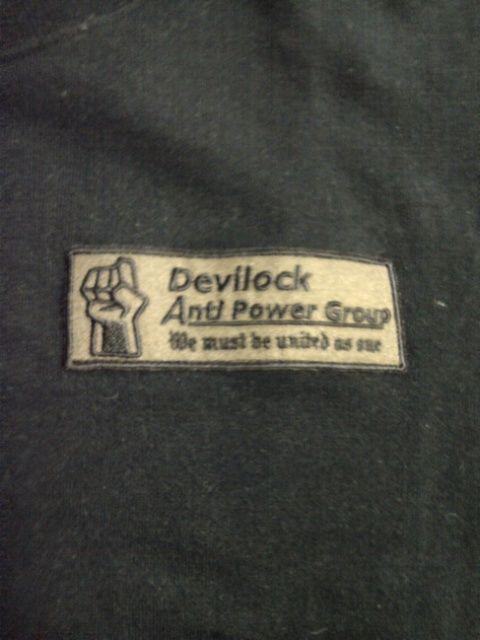 Devilock
Anti Power Group
We must be united as one